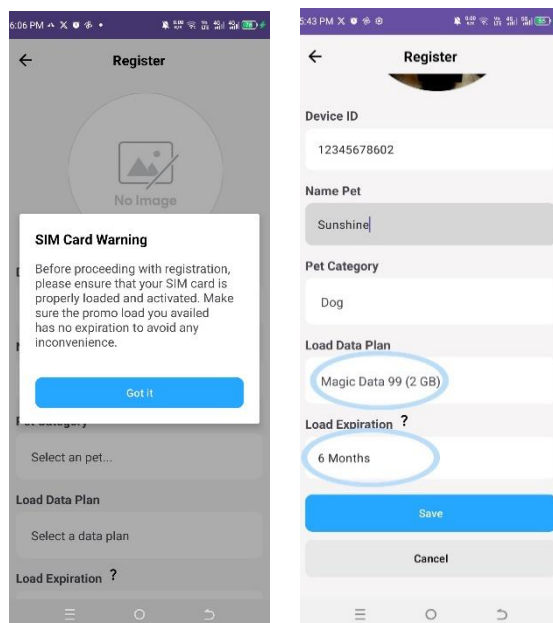 6:06 PM
Register
No Image
SIM Card Warning
Before proceeding with registration,
please ensure that your SIM card is
properly loaded and activated. Make
sure the promo load you availed
has no expiration to avoid any
inconvenience.
Got it
Pet Category
Select an pet...
Load Data Plan
Select a data plan
Load Expiration ?
5:43 PM
Register
Device ID
12345678602
Name Pet
Sunshine
Pet Category
Dog
Load Data Plan
Magic Data 99 (2 GB)
Load Expiration ?
6 Months
Save
Cancel